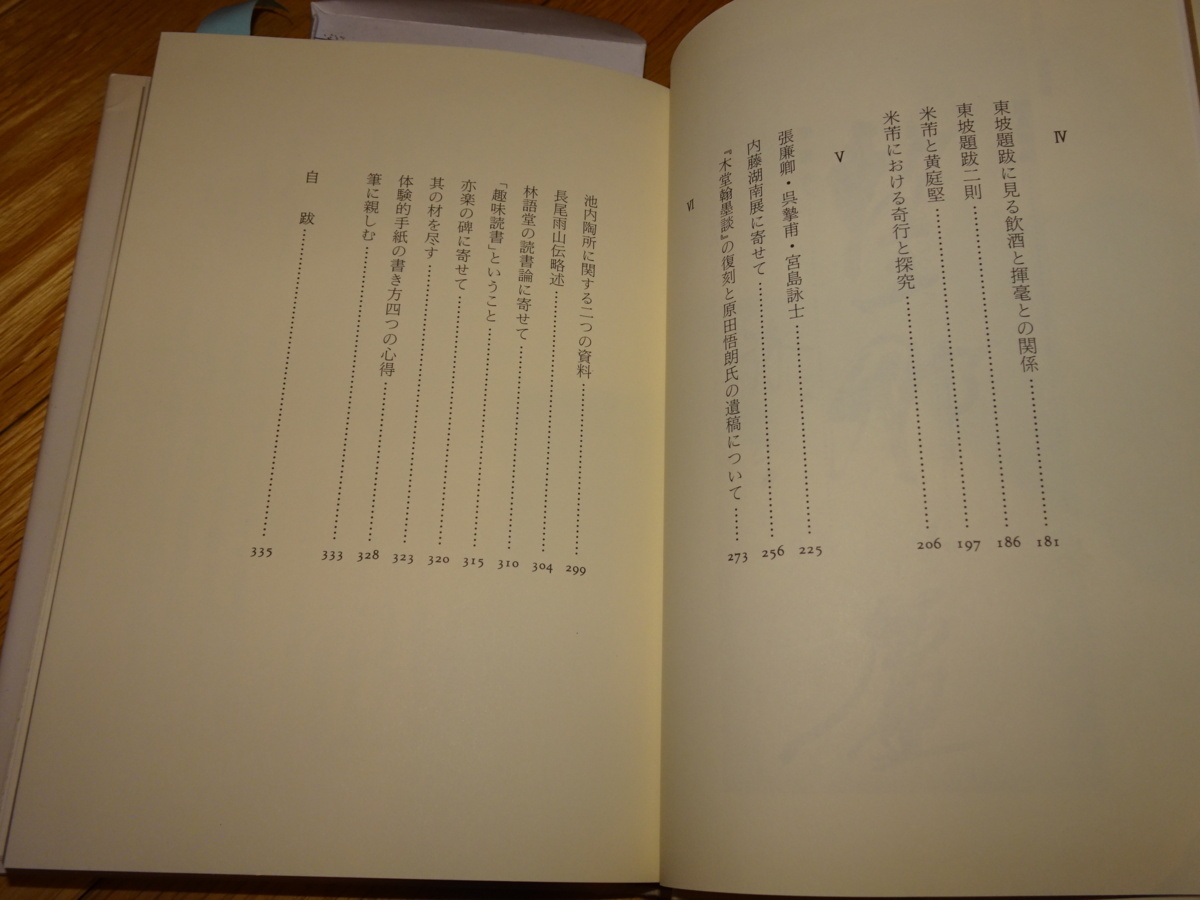 IV
東坡題跋に見る飲酒と揮毫との関係……181
東坡題跋二則……186
米芾と黄庭堅……197
米芾における奇行と探究……206
V
張廉卿・呉摯甫・宮島詠士……225
内藤湖南展に寄せて……256
『木堂翰墨談』の復刻と原田悟朗氏の遺稿について……273
VI
池内陶所に関する二つの資料……299
長尾雨山伝略述……304
林語堂の読書論に寄せて……310
「趣味読書」ということ……315
亦楽の碑に寄せて……320
其の材を尽す……323
体験的手紙の書き方四つの心得……328
筆に親しむ……333
自 跋……335